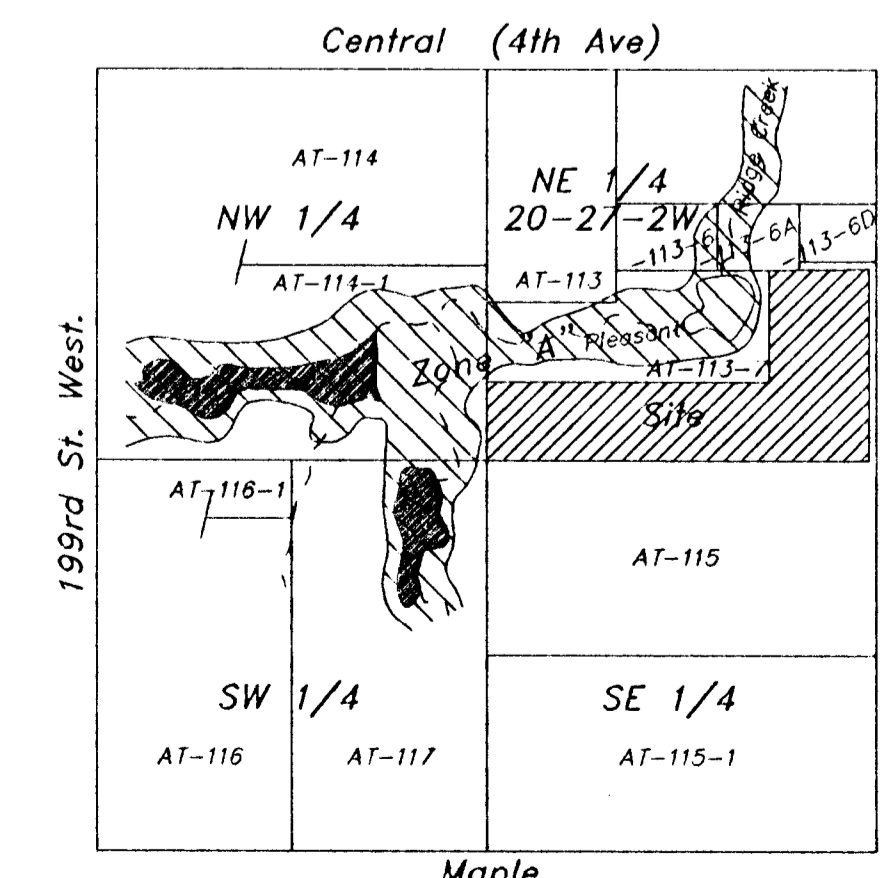 Central (4th Ave)
Ridge Creek
AT-114
NE 1/4
NW 1/4
20-27-2W
-113-6
-113-6A
-113-6D
AT-114-1
AT-113
Zone
"A"
Pleasant
AT-113-7
Site
199rd St. West.
AT-116-1
AT-115
SW 1/4
SE 1/4
AT-116
AT-117
AT-115-1
Maple